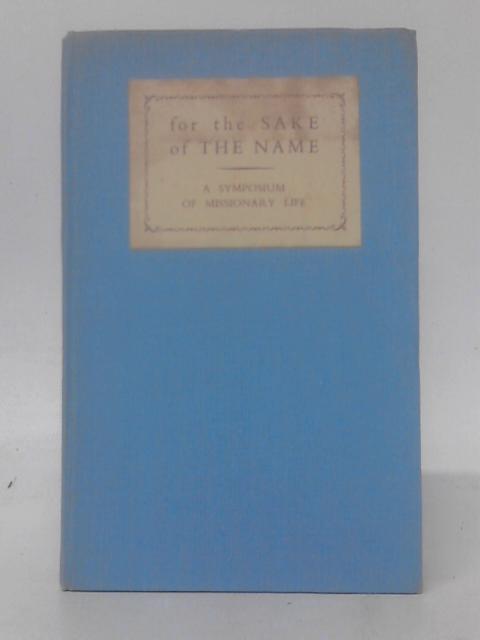 for the SAKE
of THE NAME
A SYMPOSIUM
OF MISSIONARY LIFE